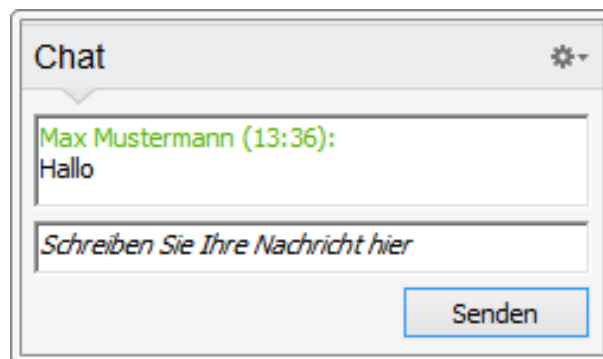 Chat
Max Mustermann (13:36):
Hallo
Schreiben Sie Ihre Nachricht hier
Senden